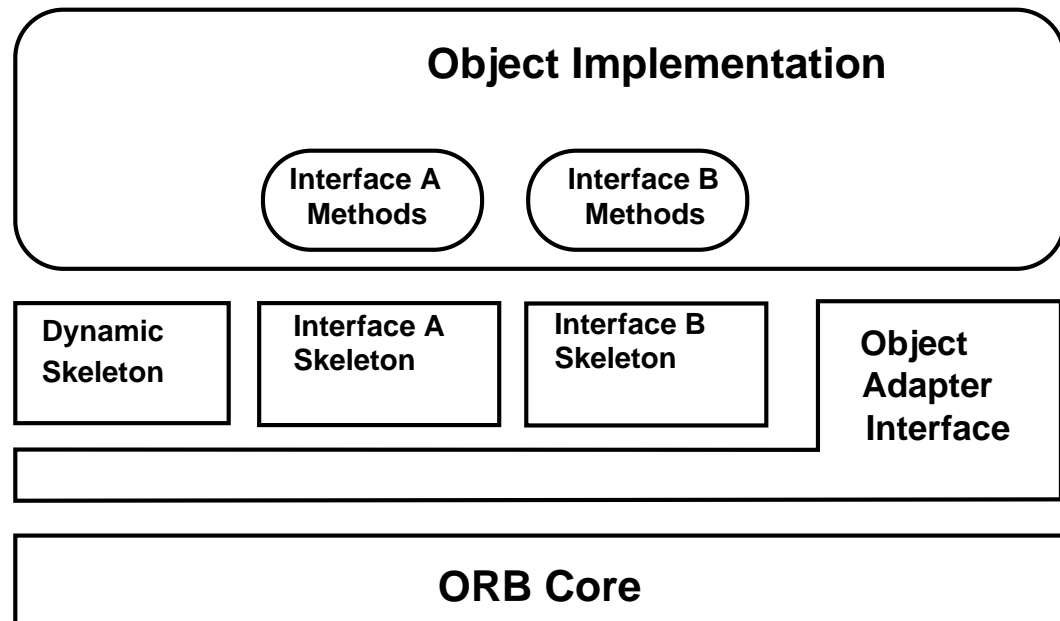 Object Implementation
Interface A
Methods
Interface B
Methods
Dynamic
Skeleton
Interface A
Skeleton
Interface B
Skeleton
Object
Adapter
Interface
ORB Core